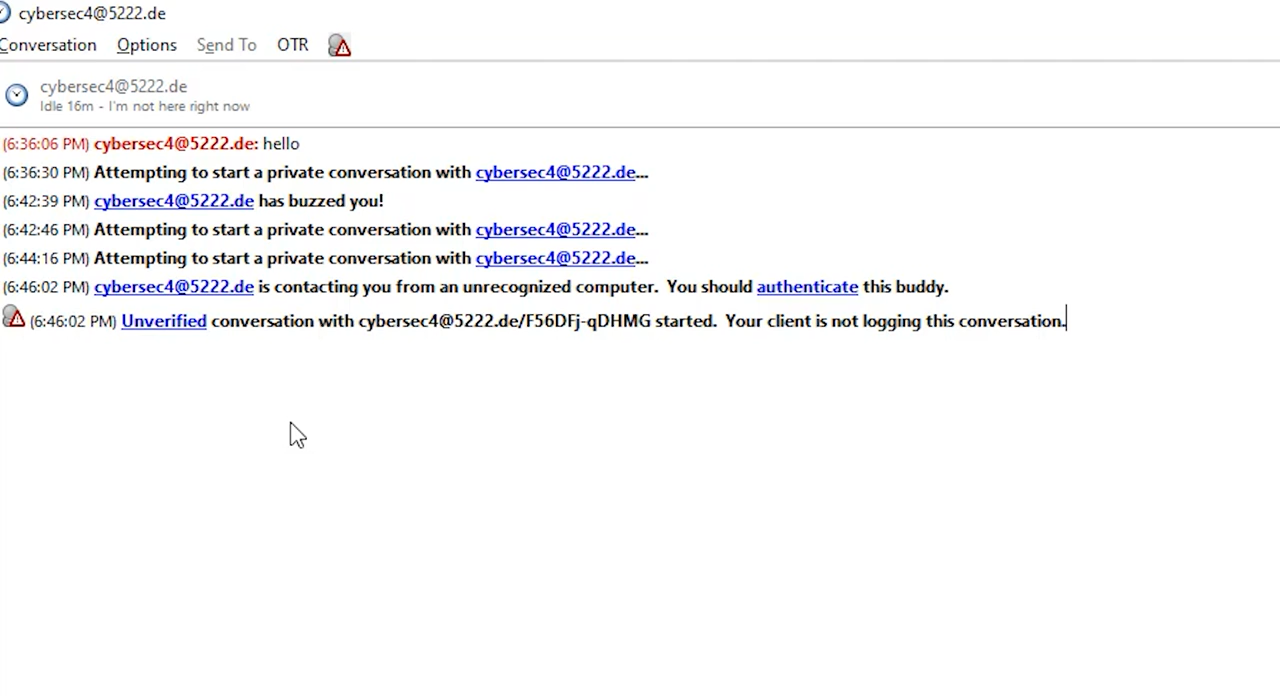 cybersec4@5222.de
Conversation Options Send To OTR
cybersec4@5222.de
Idle 16m - I'm not here right now
(6:36:06 PM) cybersec4@5222.de: hello
(6:36:30 PM) Attempting to start a private conversation with cybersec4@5222.de...
(6:42:39 PM) cybersec4@5222.de has buzzed you!
(6:42:46 PM) Attempting to start a private conversation with cybersec4@5222.de...
(6:44:16 PM) Attempting to start a private conversation with cybersec4@5222.de...
(6:46:02 PM) cybersec4@5222.de is contacting you from an unrecognized computer.  You should authenticate this buddy.
(6:46:02 PM) Unverified conversation with cybersec4@5222.de/F56DFj-qDHMG started.  Your client is not logging this conversation.